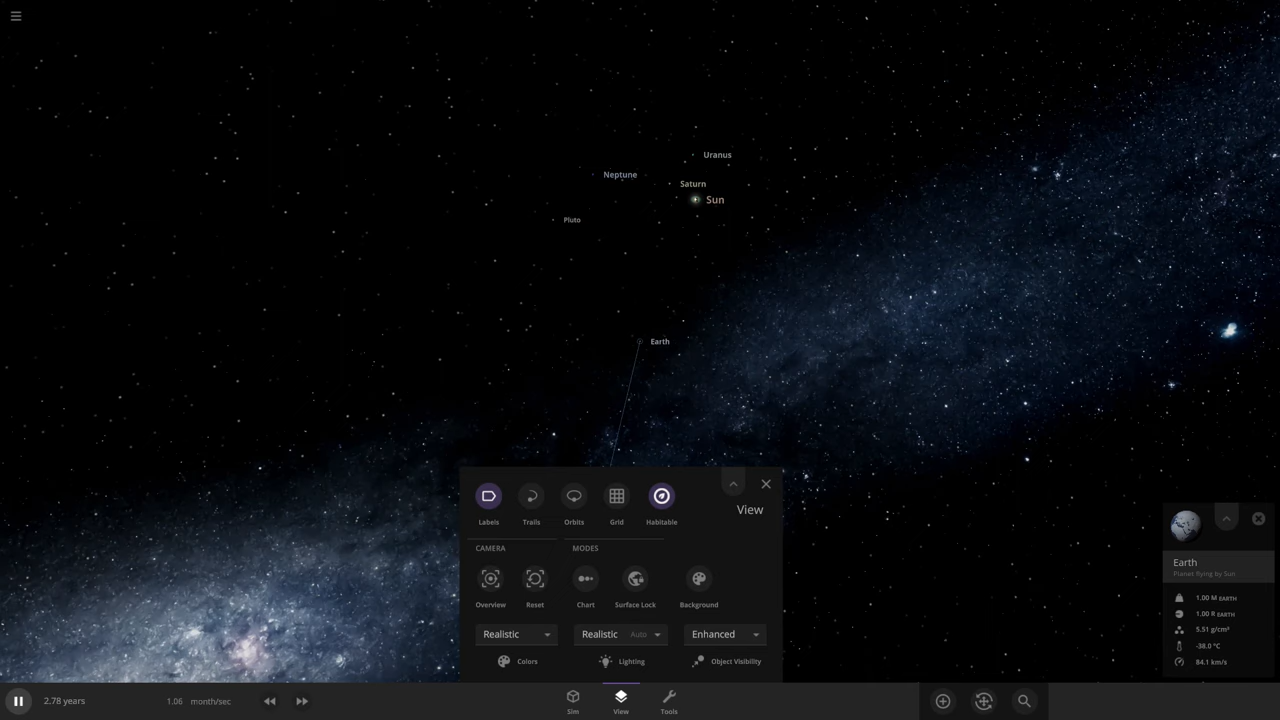 Uranus
Neptune
Saturn
Sun
Pluto
Earth
Labels Trails Orbits Grid Habitable
View
CAMERA MODES
Overview Reset Chart Surface Lock Background
Realistic Realistic Auto Enhanced
Colors Lighting Object Visibility
Earth
Planet flying by Sun
1.00 M EARTH
1.00 R EARTH
5.51 g/cm³
-38.0 °C
84.1 km/s
2.78 years 1.06 month/sec
Sim View Tools